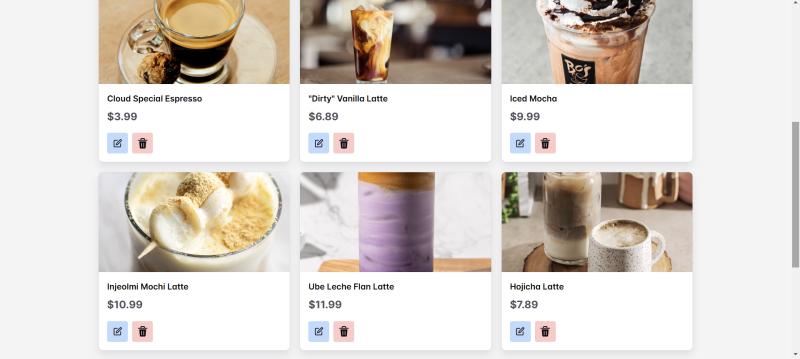 Bo's
Cloud Special Espresso
$3.99
"Dirty" Vanilla Latte
$6.89
Iced Mocha
$9.99
Injeolmi Mochi Latte
$10.99
Ube Leche Flan Latte
$11.99
Hojicha Latte
$7.89